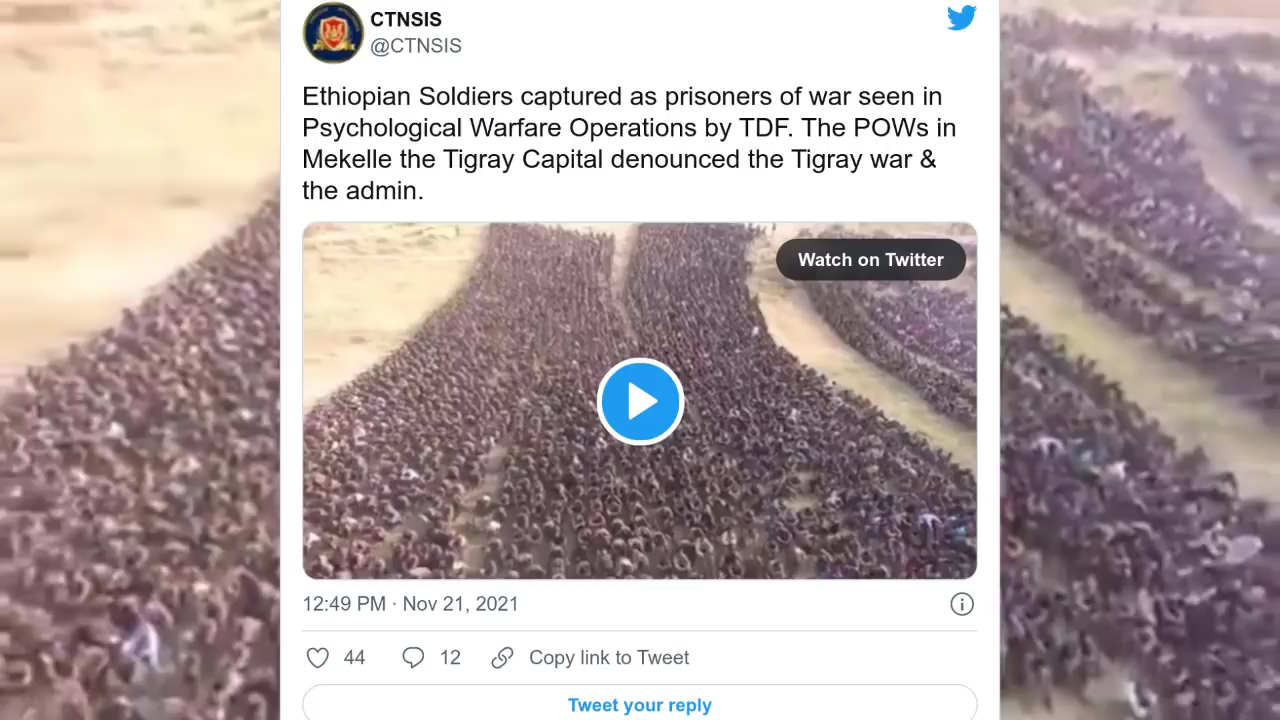 CTNSIS
@CTNSIS
Ethiopian Soldiers captured as prisoners of war seen in
Psychological Warfare Operations by TDF. The POWs in
Mekelle the Tigray Capital denounced the Tigray war &
the admin.
Watch on Twitter
12:49 PM · Nov 21, 2021
44 12 Copy link to Tweet
Tweet your reply